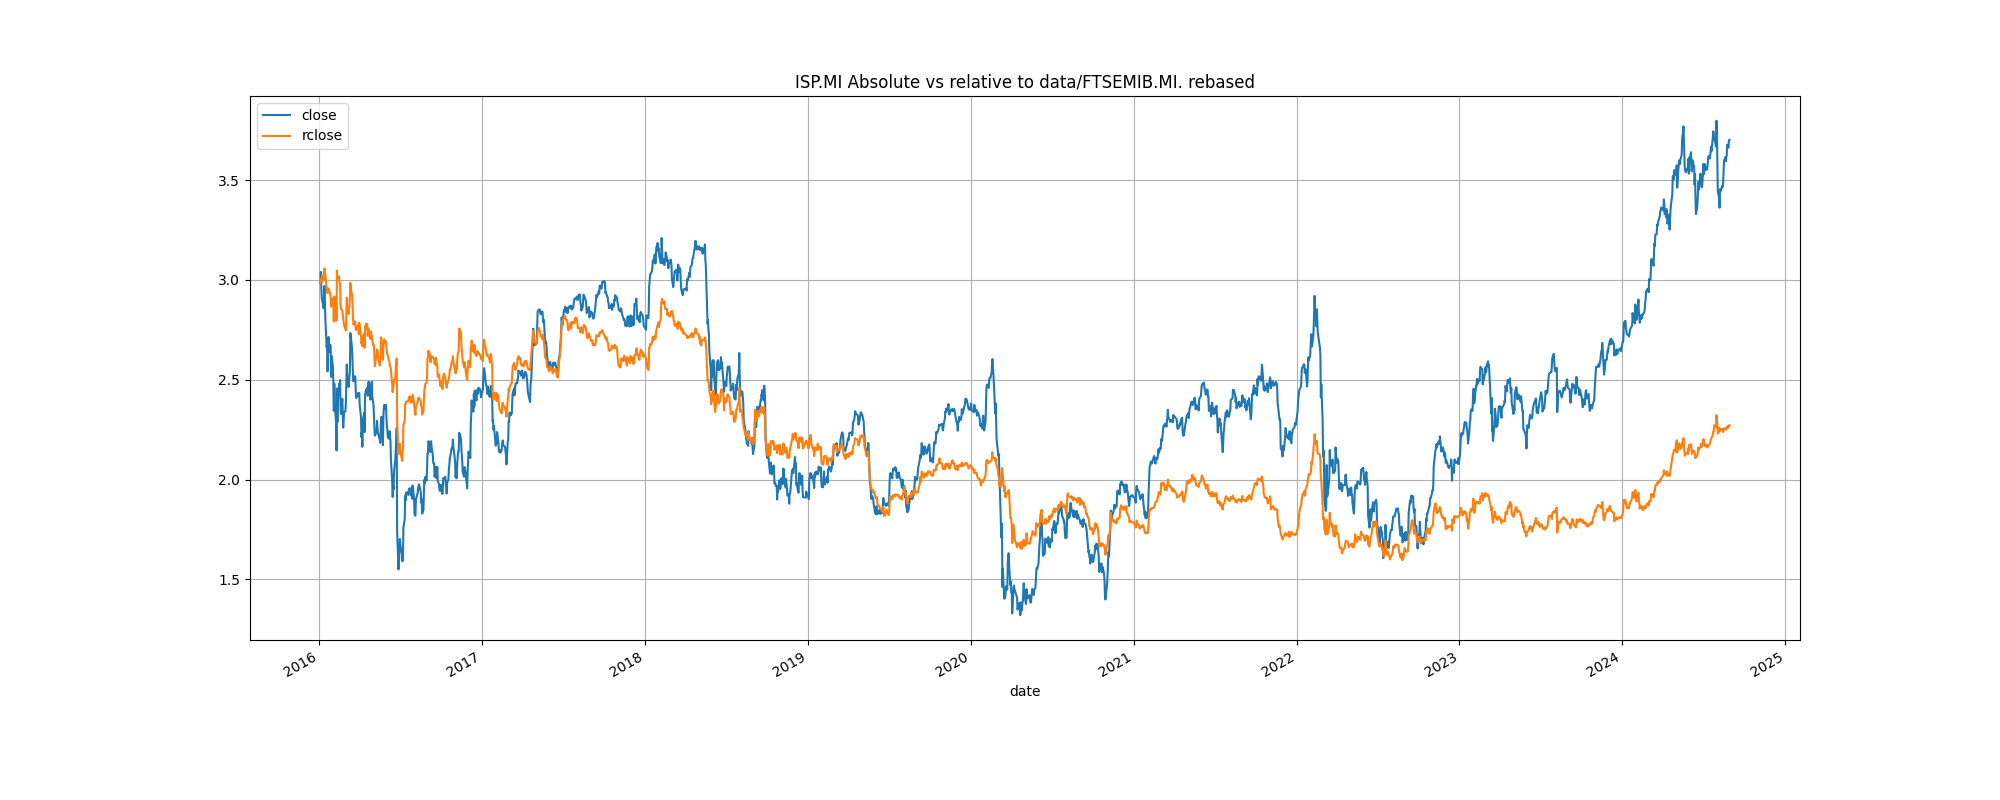 ISP.MI Absolute vs relative to data/FTSEMIB.MI. rebased
close
rclose
3.5
3.0
2.5
2.0
1.5
2016 2017 2018 2019 2020 2021 2022 2023 2024 2025
date